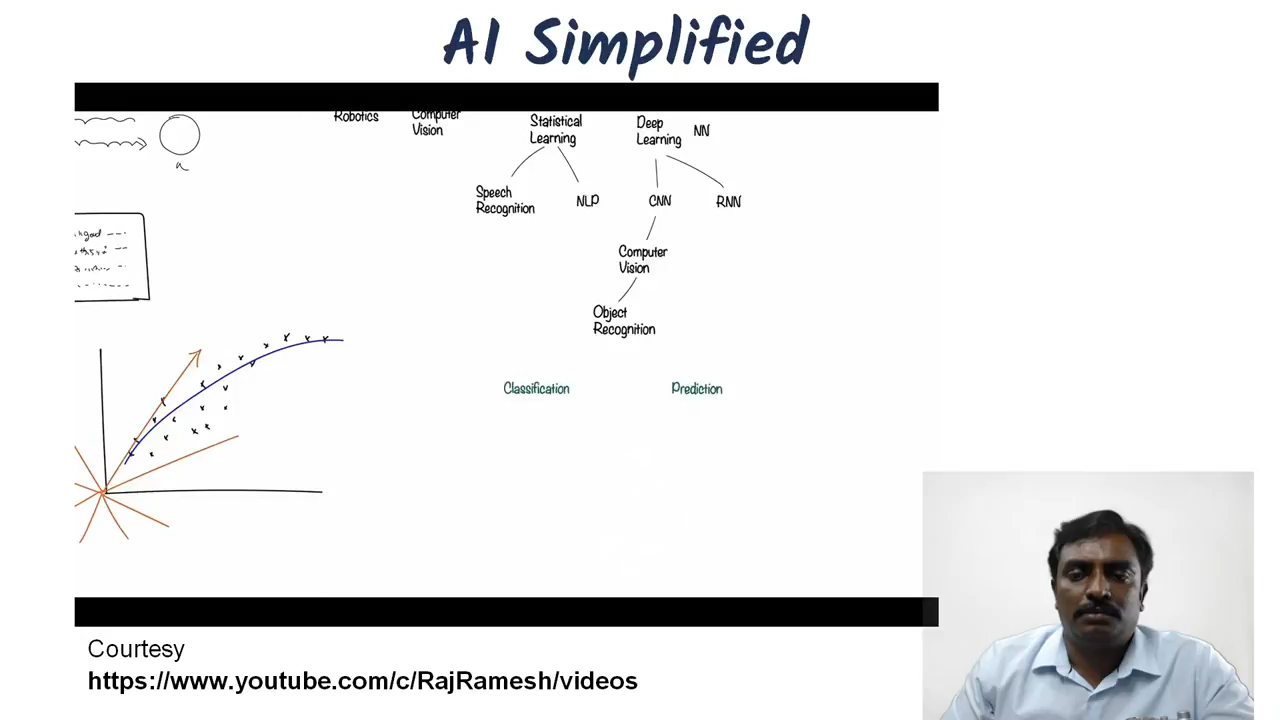 AI Simplified
Robotics
Computer
Vision
Statistical
Learning
Deep
Learning
NN
Speech
Recognition
NLP
CNN
RNN
Computer
Vision
Object
Recognition
Classification
Prediction
Courtesy
https://www.youtube.com/c/RajRamesh/videos